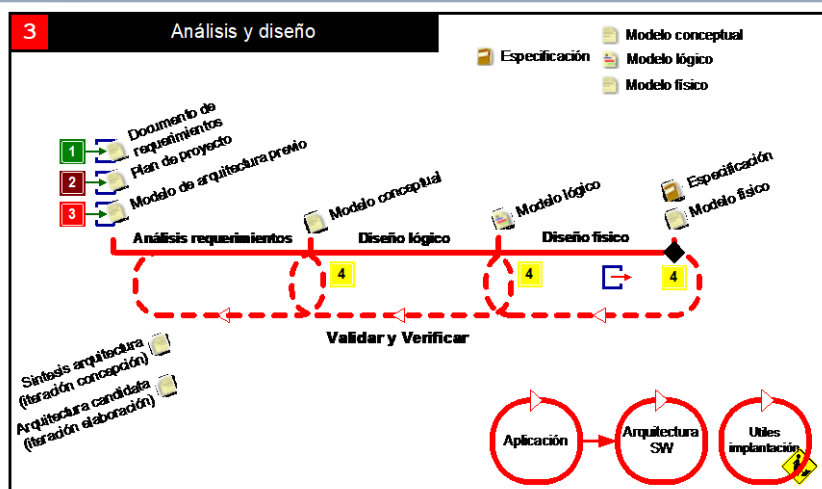 3
Análisis y diseño
Especificación
Modelo conceptual
Modelo lógico
Modelo físico
Documento de
requerimientos
Plan de proyecto
Modelo de arquitectura previo
1
2
3
Modelo conceptual
Modelo lógico
Especificación
Modelo físico
Análisis requerimientos
Diseño lógico
Diseño físico
4
4
4
Validar y Verificar
Síntesis arquitectura
(iteración concepción)
Arquitectura candidata
(iteración elaboración)
Aplicación
Arquitectura
SW
Utiles
implantación